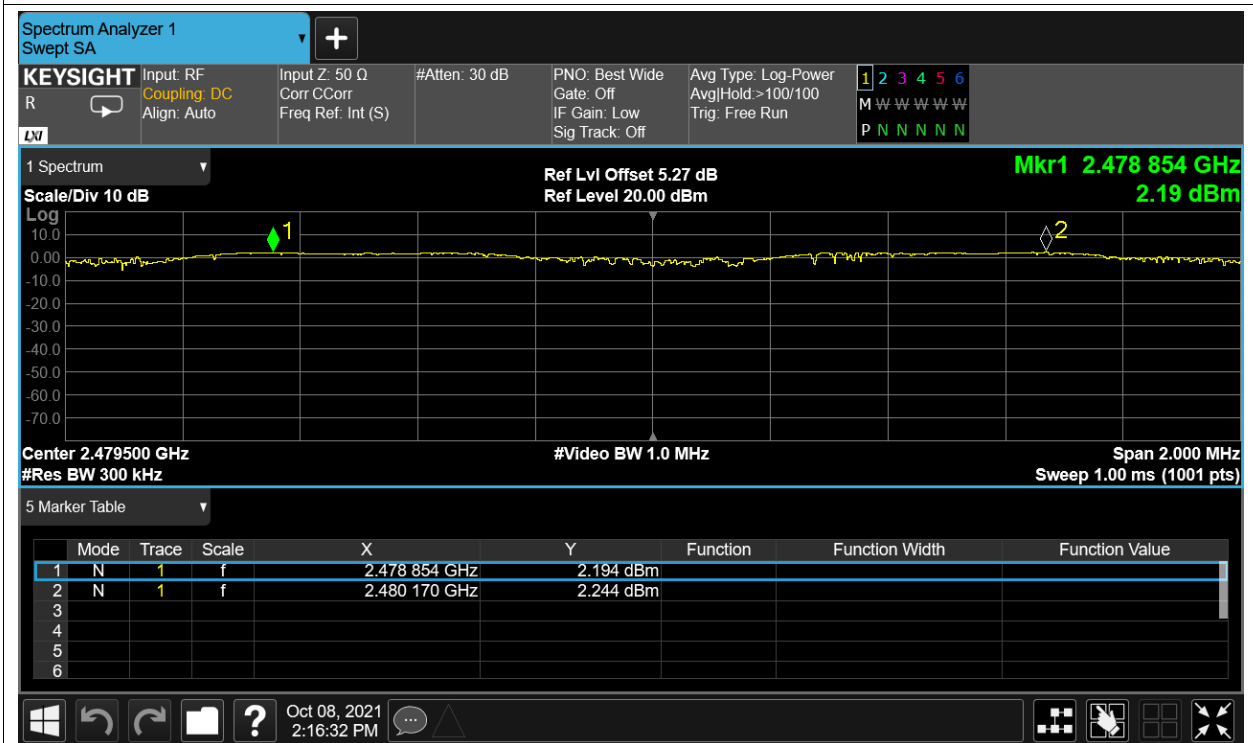 Spectrum Analyzer 1
Swept SA
+
KEYSIGHT
R
LXI
Input: RF
Coupling: DC
Align: Auto
Input Z: 50 Ω
Corr CCorr
Freq Ref: Int (S)
#Atten: 30 dB
PNO: Best Wide
Gate: Off
IF Gain: Low
Sig Track: Off
Avg Type: Log-Power
Avg|Hold:>100/100
Trig: Free Run
1 2 3 4 5 6
M W W W W W
P N N N N N
1 Spectrum
Scale/Div 10 dB
Ref Lvl Offset 5.27 dB
Ref Level 20.00 dBm
Mkr1 2.478 854 GHz
2.19 dBm
Log
10.0
0.00
-10.0
-20.0
-30.0
-40.0
-50.0
-60.0
-70.0
1
2
Center 2.479500 GHz
#Res BW 300 kHz
#Video BW 1.0 MHz
Span 2.000 MHz
Sweep 1.00 ms (1001 pts)
5 Marker Table
Mode Trace Scale X Y Function Function Width Function Value
1 N 1 f 2.478 854 GHz 2.194 dBm
2 N 1 f 2.480 170 GHz 2.244 dBm
3
4
5
6
?
Oct 08, 2021
2:16:32 PM